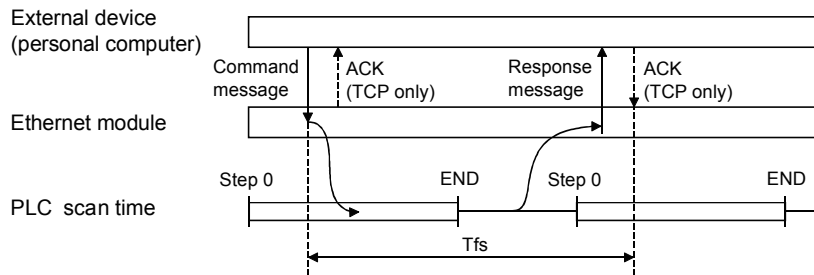 External device
(personal computer)
Command
message
ACK
(TCP only)
Response
message
ACK
(TCP only)
Ethernet module
Step 0
END
Step 0
END
PLC scan time
Tfs